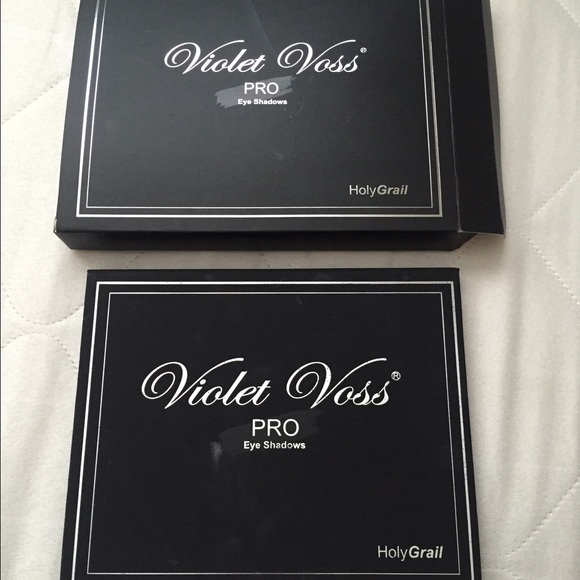 Violet Voss®
PRO
Eye Shadows
HolyGrail
Violet Voss®
PRO
Eye Shadows
HolyGrail